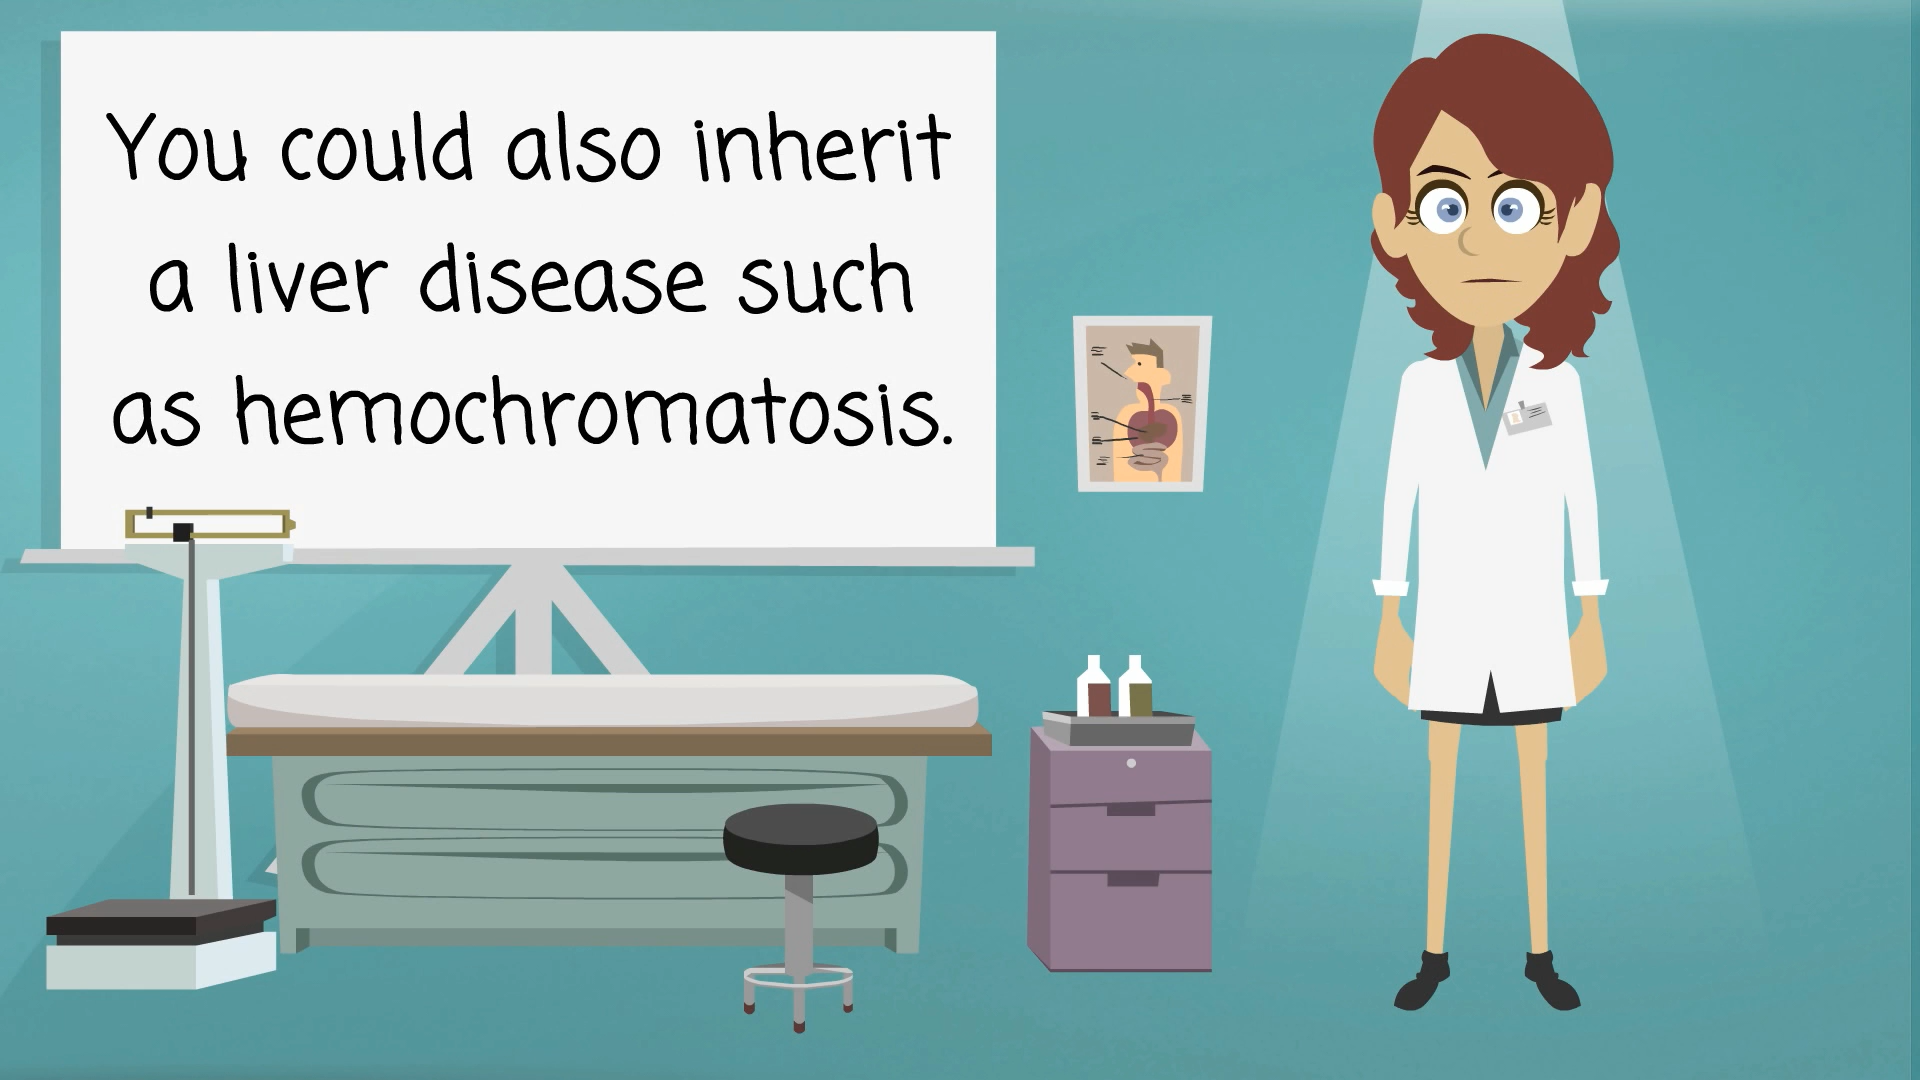 You could also inherit
a liver disease such
as hemochromatosis.